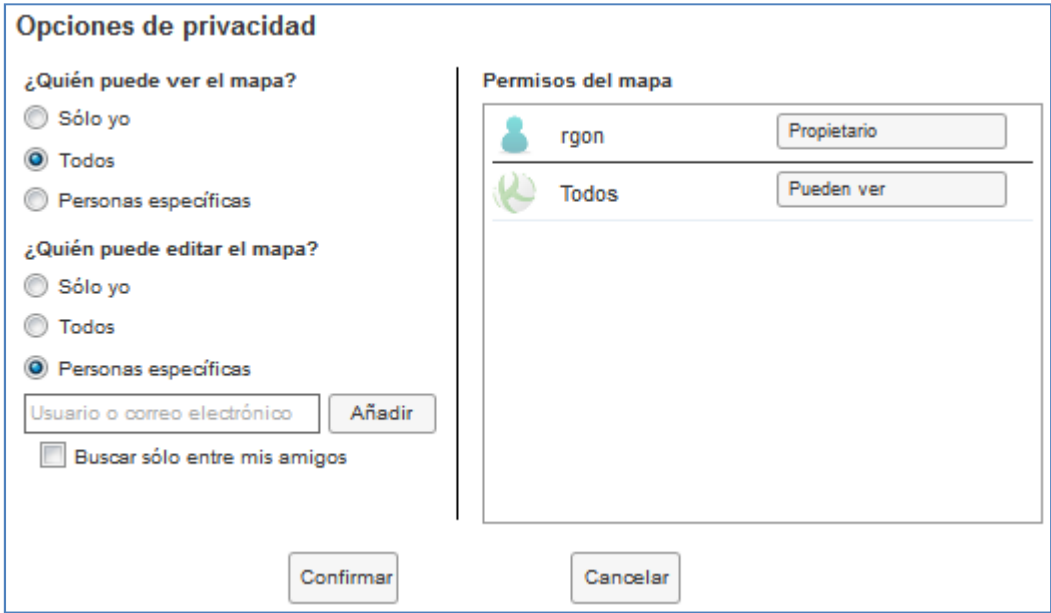 Opciones de privacidad
¿Quién puede ver el mapa?
Sólo yo
Todos
Personas específicas
¿Quién puede editar el mapa?
Sólo yo
Todos
Personas específicas
Usuario o correo electrónico
Añadir
Buscar sólo entre mis amigos
Permisos del mapa
rgon
Propietario
Todos
Pueden ver
Confirmar
Cancelar